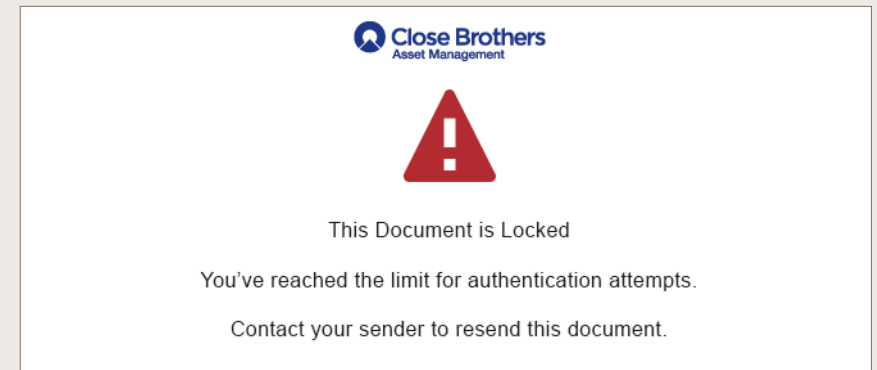 Close Brothers
Asset Management
This Document is Locked
You’ve reached the limit for authentication attempts.
Contact your sender to resend this document.